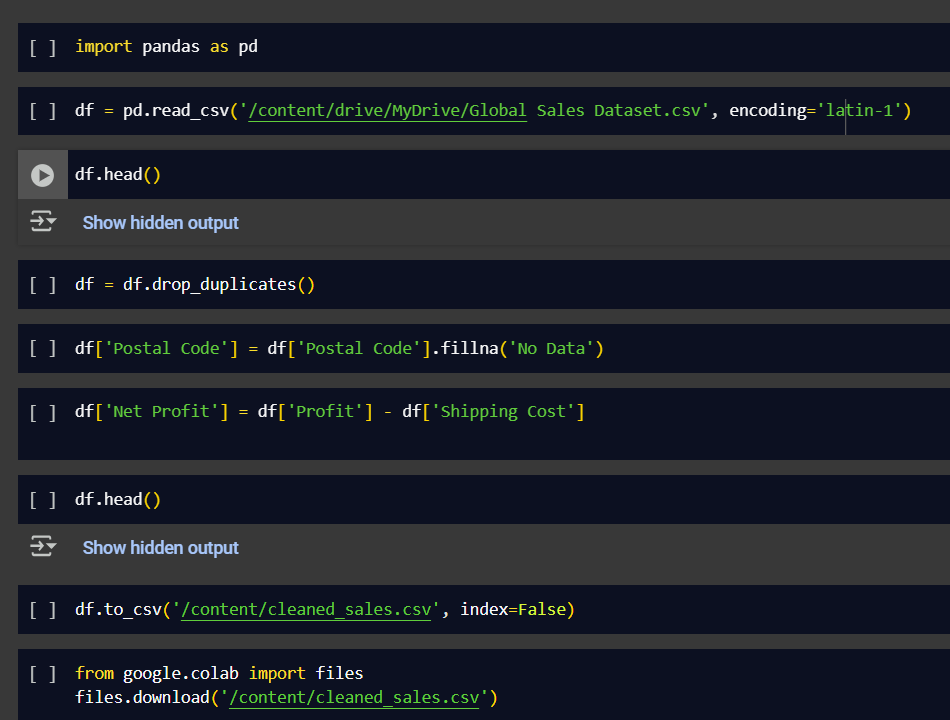 [ ] import pandas as pd
[ ] df = pd.read_csv('/content/drive/MyDrive/Global Sales Dataset.csv', encoding='latin-1')
df.head()
Show hidden output
[ ] df = df.drop_duplicates()
[ ] df['Postal Code'] = df['Postal Code'].fillna('No Data')
[ ] df['Net Profit'] = df['Profit'] - df['Shipping Cost']
[ ] df.head()
Show hidden output
[ ] df.to_csv('/content/cleaned_sales.csv', index=False)
[ ] from google.colab import files
files.download('/content/cleaned_sales.csv')